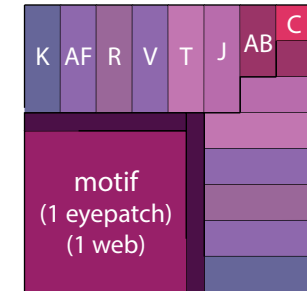 K AF R V T J AB C
motif
(1 eyepatch)
(1 web)